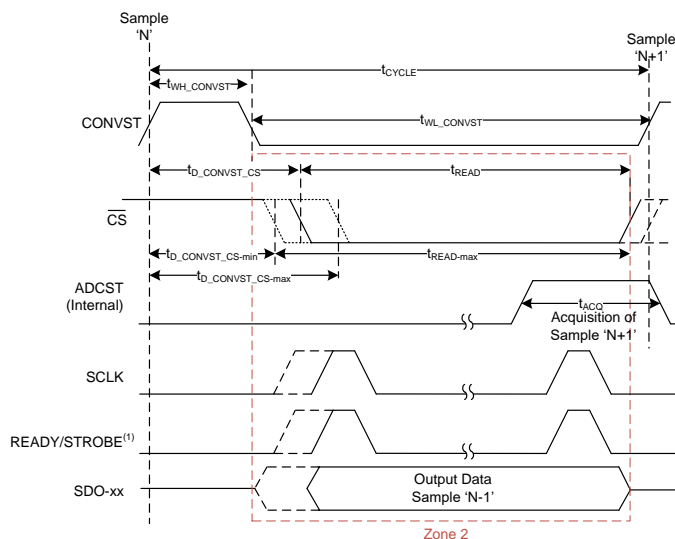 Sample
'N'
Sample
'N+1'
tCYCLE
tWH_CONVST
CONVST
tWL_CONVST
tD_CONVST_CS
tREAD
CS
tD_CONVST_CS-min
tREAD-max
tD_CONVST_CS-max
ADCST
(Internal)
tACQ
Acquisition of
Sample 'N+1'
SCLK
READY/STROBE(1)
SDO-xx
Output Data
Sample 'N-1'
Zone 2